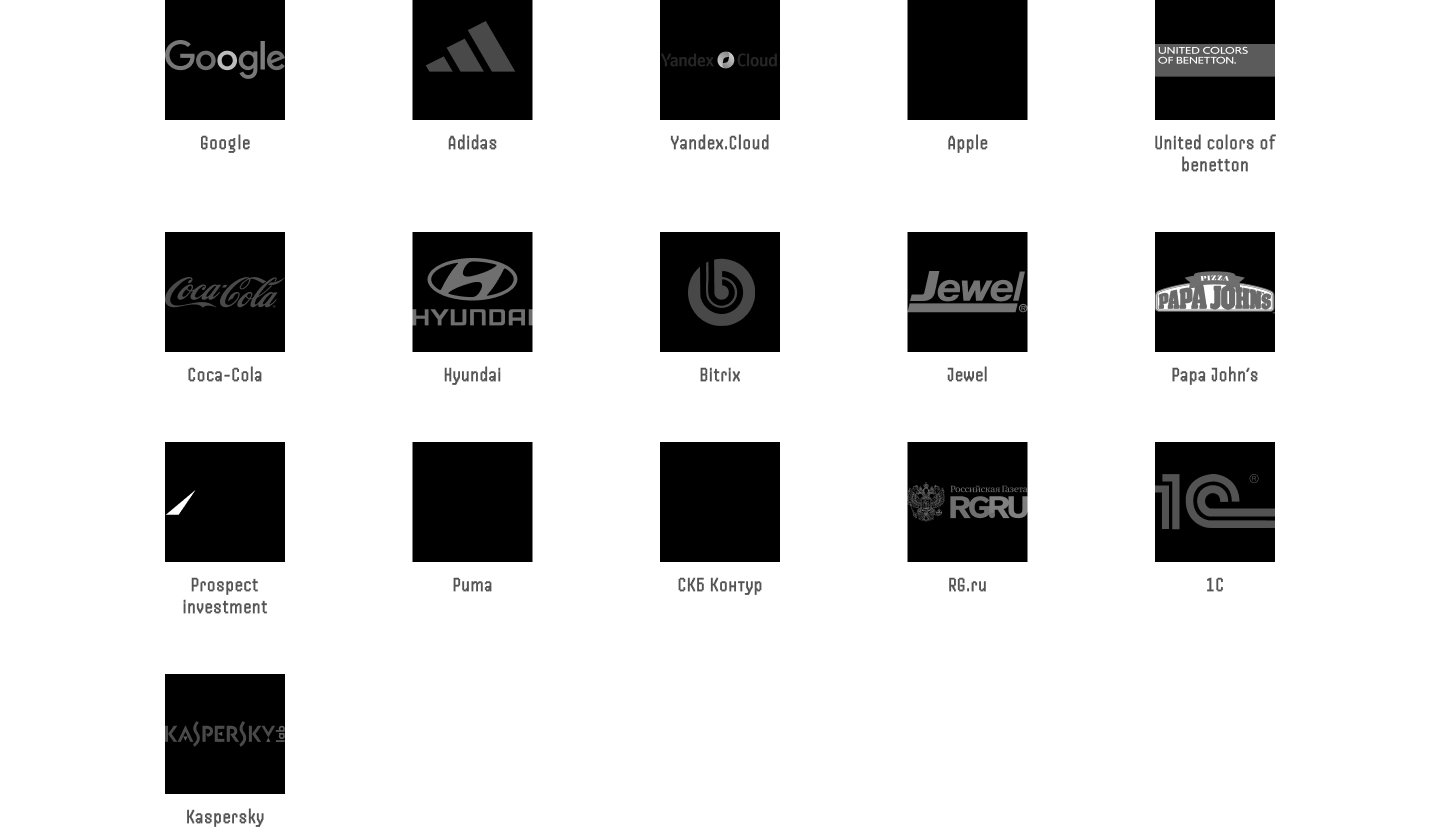 Google
Yandex Cloud
UNITED COLORS
OF BENETTON.
Google
Adidas
Yandex.Cloud
Apple
United colors of
benetton
Coca-Cola
HYUNDAI
Jewel®
PIZZA
PAPA JOHN'S
Coca-Cola
Hyundai
Bitrix
Jewel
Papa John's
Российская Газета
RGRU
1C®
Prospect
investment
Puma
СКБ Контур
RG.ru
1C
KASPERSKY lab
Kaspersky